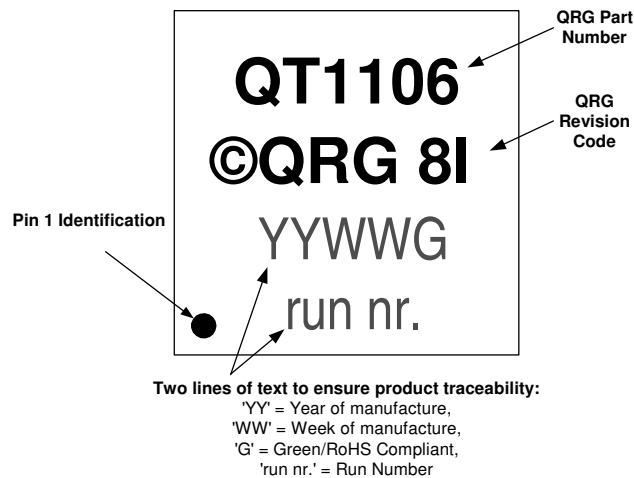 QRG Part
Number
QT1106
QRG
Revision
Code
©QRG 8I
Pin 1 Identification
YYWWG
run nr.
Two lines of text to ensure product traceability:
'YY' = Year of manufacture,
'WW' = Week of manufacture,
'G' = Green/RoHS Compliant,
'run nr.' = Run Number